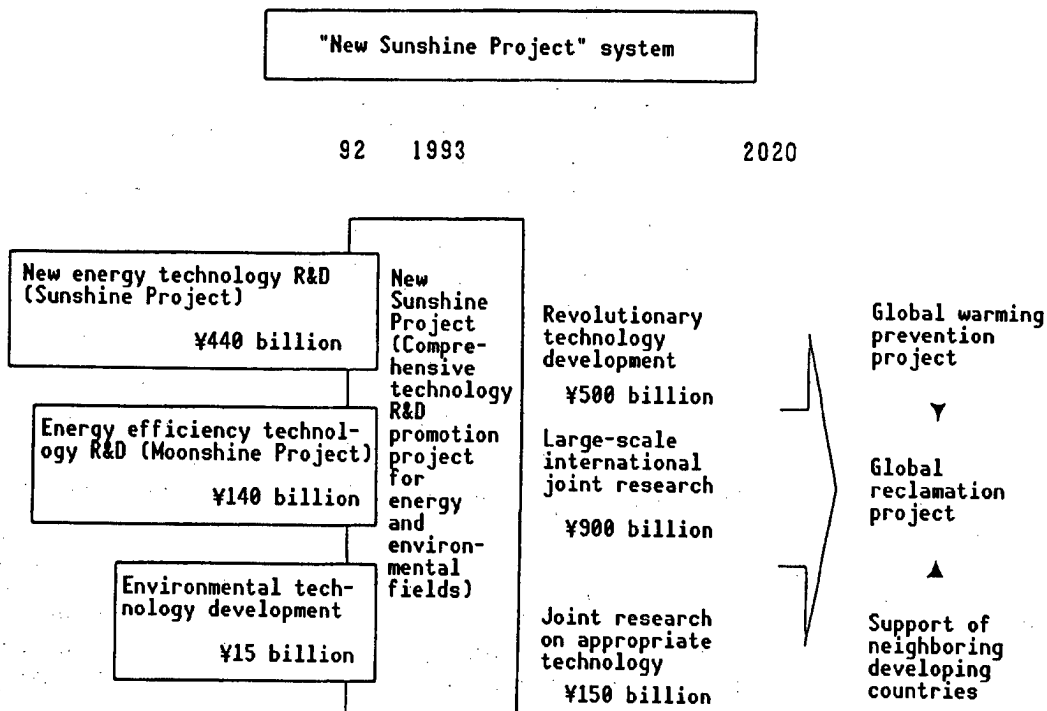 "New Sunshine Project" system
92 1993 2020
New energy technology R&D
(Sunshine Project)
¥440 billion
Energy efficiency technol-
ogy R&D (Moonshine Project)
¥140 billion
Environmental tech-
nology development
¥15 billion
New
Sunshine
Project
(Compre-
hensive
technology
R&D
promotion
project
for
energy
and
environ-
mental
fields)
Revolutionary
technology
development
¥500 billion
Large-scale
international
joint research
¥900 billion
Joint research
on appropriate
technology
¥150 billion
Global warming
prevention
project
Global
reclamation
project
Support of
neighboring
developing
countries